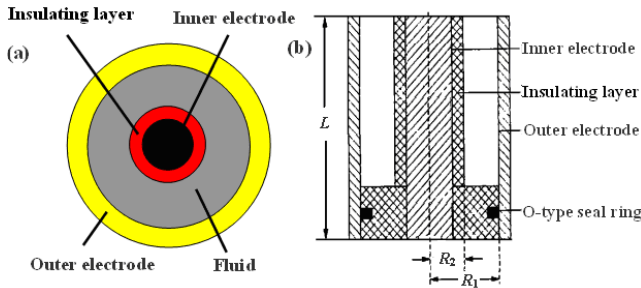 (a)
Insulating layer
Inner electrode
Outer electrode
Fluid
(b)
L
Inner electrode
Insulating layer
Outer electrode
O-type seal ring
R2
R1